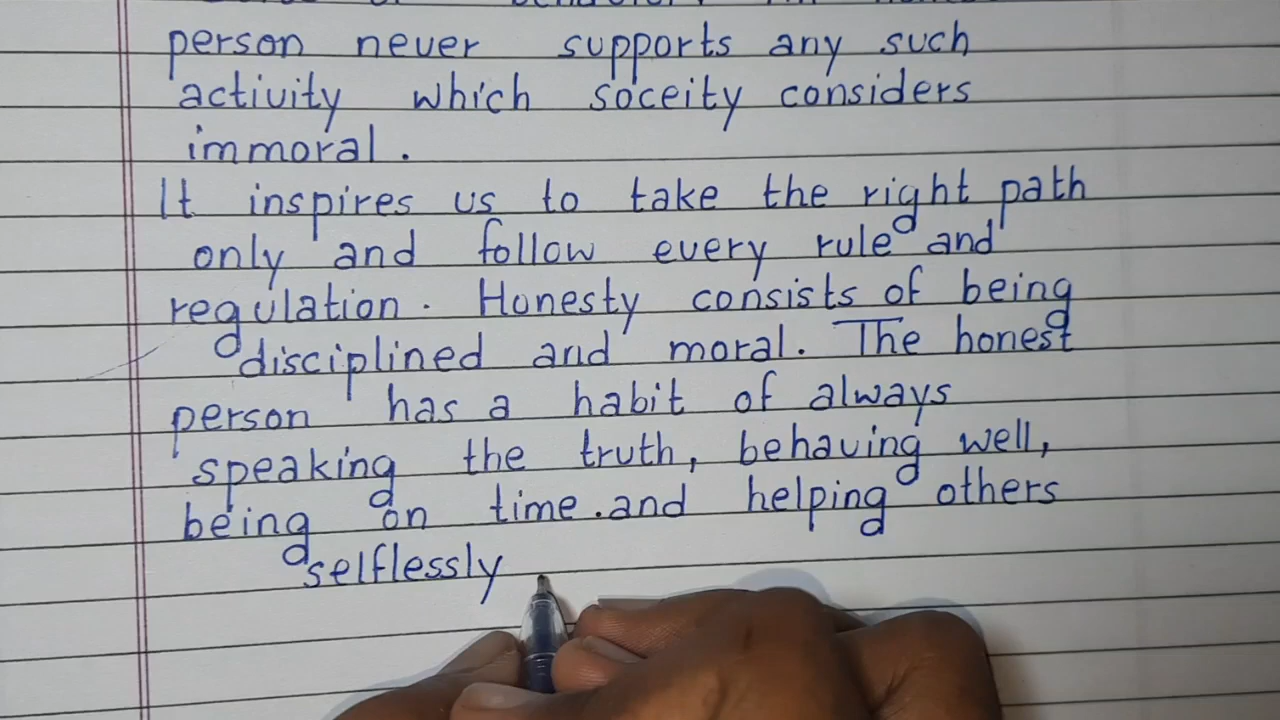 person never supports any such
activity which soceity considers
immoral.
It inspires us to take the right path
only and follow every rule and
regulation. Honesty consists of being
disciplined and moral. The honest
person has a habit of always
speaking the truth, behaving well,
being on time.and helping others
selflessly